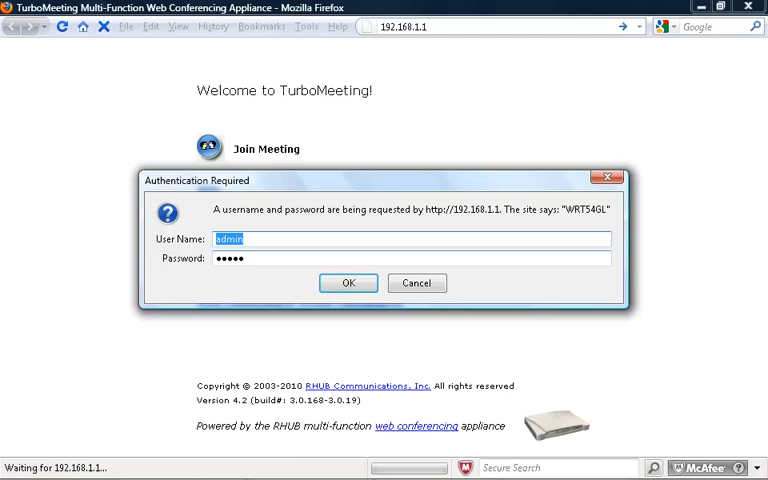 TurboMeeting Multi-Function Web Conferencing Appliance - Mozilla Firefox
File Edit View History Bookmarks Tools Help
192.168.1.1
Google
Welcome to TurboMeeting!
Join Meeting
Authentication Required
A username and password are being requested by http://192.168.1.1. The site says: "WRT54GL"
User Name: admin
Password: •••••
OK Cancel
Copyright © 2003-2010 RHUB Communications, Inc. All rights reserved
Version 4.2 (build#: 3.0.168-3.0.19)
Powered by the RHUB multi-function web conferencing appliance
Waiting for 192.168.1.1...
Secure Search
McAfee